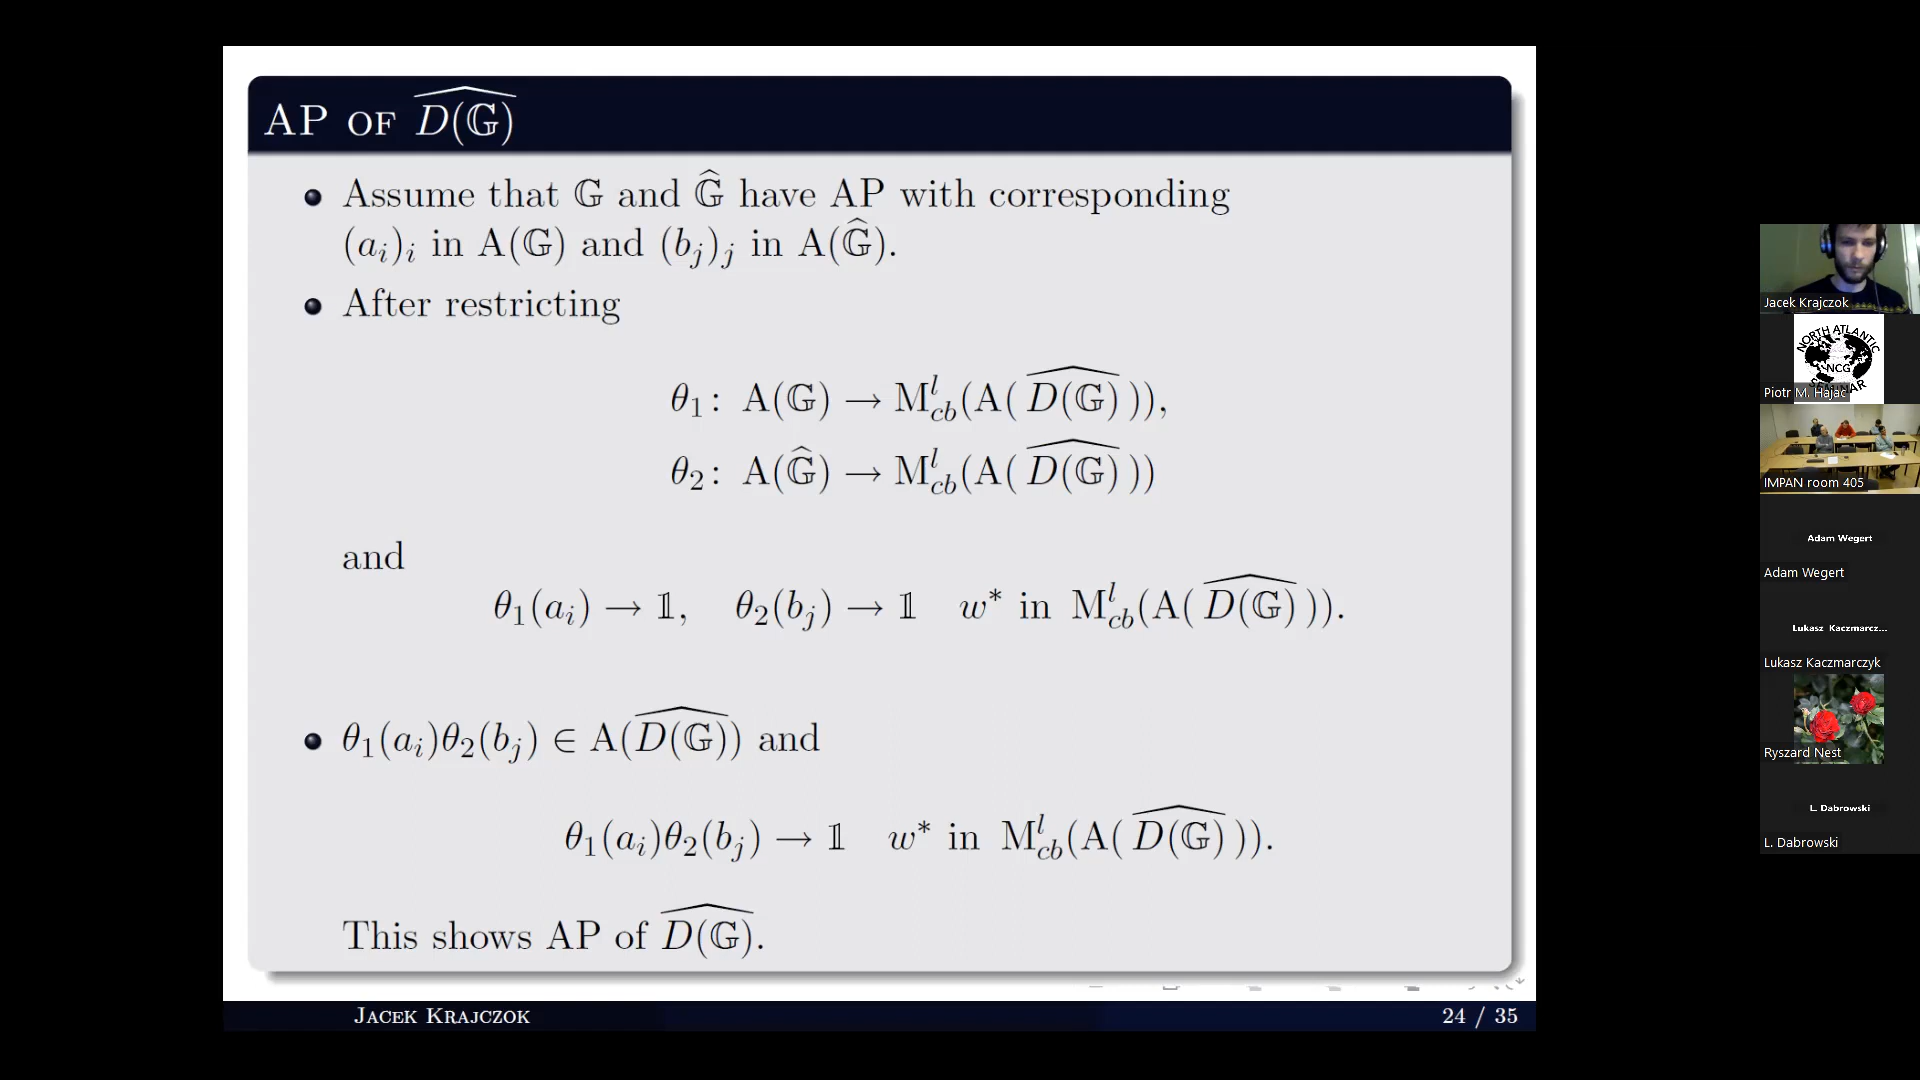 AP OF $\widehat{D(\mathbb{G})}$
• Assume that $\mathbb{G}$ and $\widehat{\mathbb{G}}$ have AP with corresponding
$(a_i)_i$ in $\mathrm{A}(\mathbb{G})$ and $(b_j)_j$ in $\mathrm{A}(\widehat{\mathbb{G}})$.
• After restricting
$\theta_1 \colon \mathrm{A}(\mathbb{G}) \to \mathrm{M}^l_{cb}(\mathrm{A}(\widehat{D(\mathbb{G})})),$
$\theta_2 \colon \mathrm{A}(\widehat{\mathbb{G}}) \to \mathrm{M}^l_{cb}(\mathrm{A}(\widehat{D(\mathbb{G})}))$
and
$\theta_1(a_i) \to \mathbb{1}, \quad \theta_2(b_j) \to \mathbb{1} \quad w^*$ in $\mathrm{M}^l_{cb}(\mathrm{A}(\widehat{D(\mathbb{G})})).$
• $\theta_1(a_i)\theta_2(b_j) \in \mathrm{A}(\widehat{D(\mathbb{G})})$ and
$\theta_1(a_i)\theta_2(b_j) \to \mathbb{1} \quad w^*$ in $\mathrm{M}^l_{cb}(\mathrm{A}(\widehat{D(\mathbb{G})})).$
This shows AP of $\widehat{D(\mathbb{G})}$.
JACEK KRAJCZOK
24 / 35
Jacek Krajczok
NORTH ATLANTIC
NCG
SEMINAR
Piotr M. Hajac
IMPAN room 405
Adam Wegert
Adam Wegert
Lukasz Kaczmarcz...
Lukasz Kaczmarczyk
Ryszard Nest
L. Dabrowski
L. Dabrowski